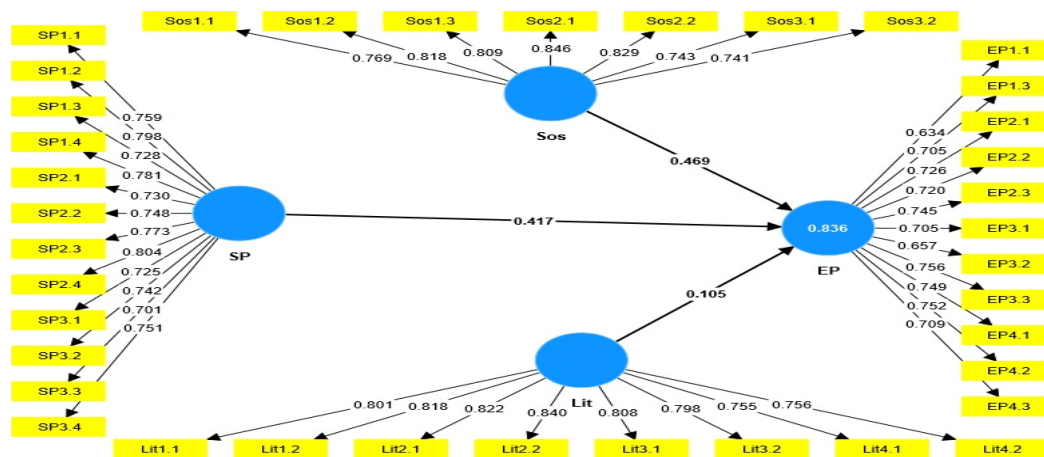 Sos1.1 Sos1.2 Sos1.3 Sos2.1 Sos2.2 Sos3.1 Sos3.2
0.769 0.818 0.809 0.846 0.829 0.743 0.741
Sos
SP1.1
SP1.2
SP1.3
SP1.4
SP2.1
SP2.2
SP2.3
SP2.4
SP3.1
SP3.2
SP3.3
SP3.4
0.759
0.798
0.728
0.781
0.730
0.748
0.773
0.804
0.725
0.742
0.701
0.751
SP
0.469
0.417
0.105
0.836
EP
0.634
0.705
0.726
0.720
0.745
0.705
0.657
0.756
0.749
0.752
0.709
EP1.1
EP1.3
EP2.1
EP2.2
EP2.3
EP3.1
EP3.2
EP3.3
EP4.1
EP4.2
EP4.3
Lit
0.801 0.818 0.822 0.840 0.808 0.798 0.755 0.756
Lit1.1 Lit1.2 Lit2.1 Lit2.2 Lit3.1 Lit3.2 Lit4.1 Lit4.2